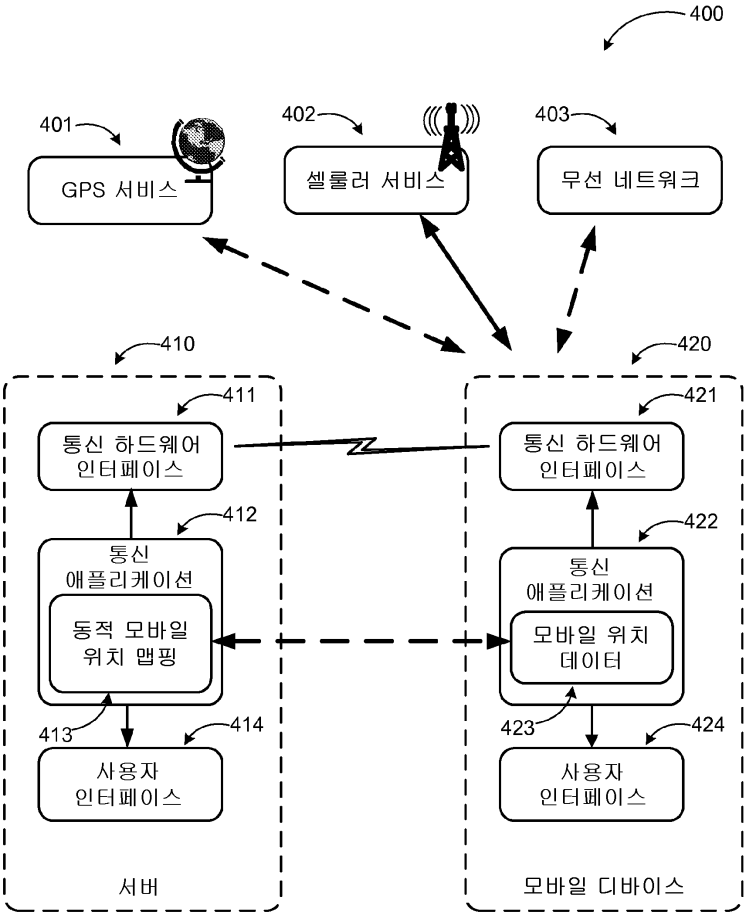 400
401
402
403
GPS 서비스
셀룰러 서비스
무선 네트워크
410
420
411
통신 하드웨어
인터페이스
421
통신 하드웨어
인터페이스
412
통신
애플리케이션
동적 모바일
위치 맵핑
422
통신
애플리케이션
모바일 위치
데이터
413
414
사용자
인터페이스
423
424
사용자
인터페이스
서버
모바일 디바이스